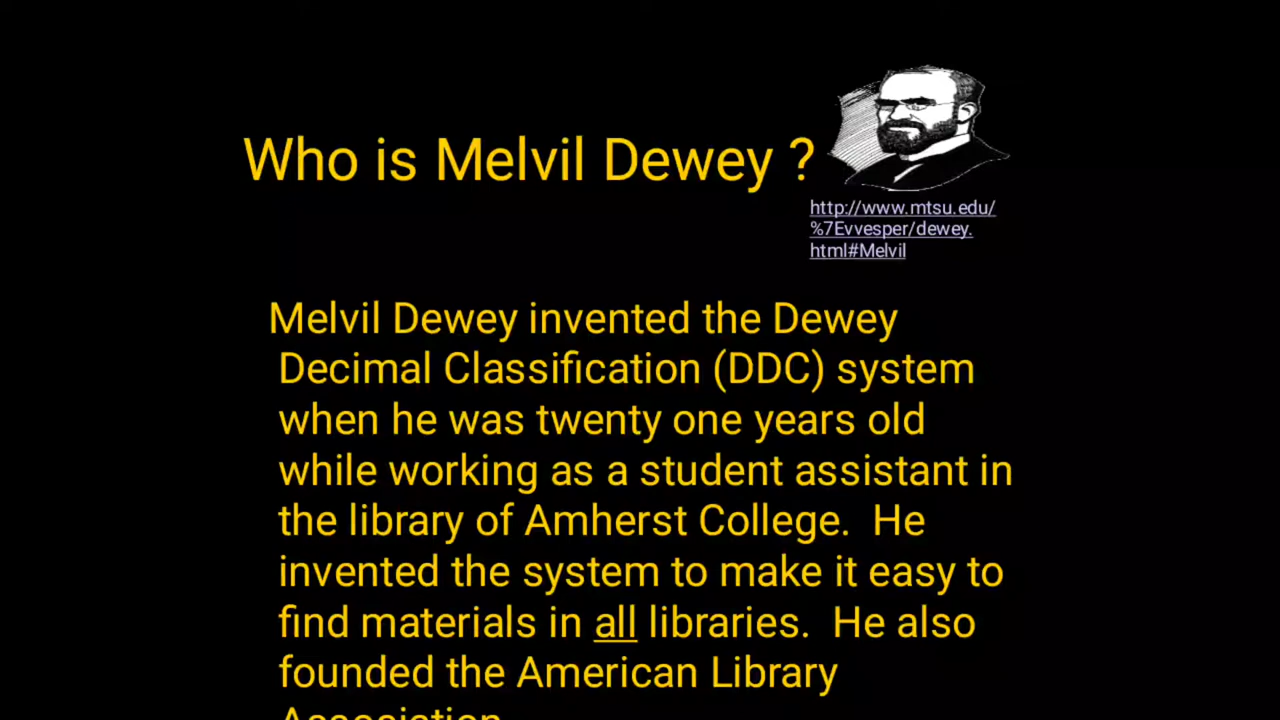 Who is Melvil Dewey ?
http://www.mtsu.edu/
%7Evvesper/dewey.
html#Melvil
Melvil Dewey invented the Dewey
Decimal Classification (DDC) system
when he was twenty one years old
while working as a student assistant in
the library of Amherst College.  He
invented the system to make it easy to
find materials in all libraries.  He also
founded the American Library
Association.